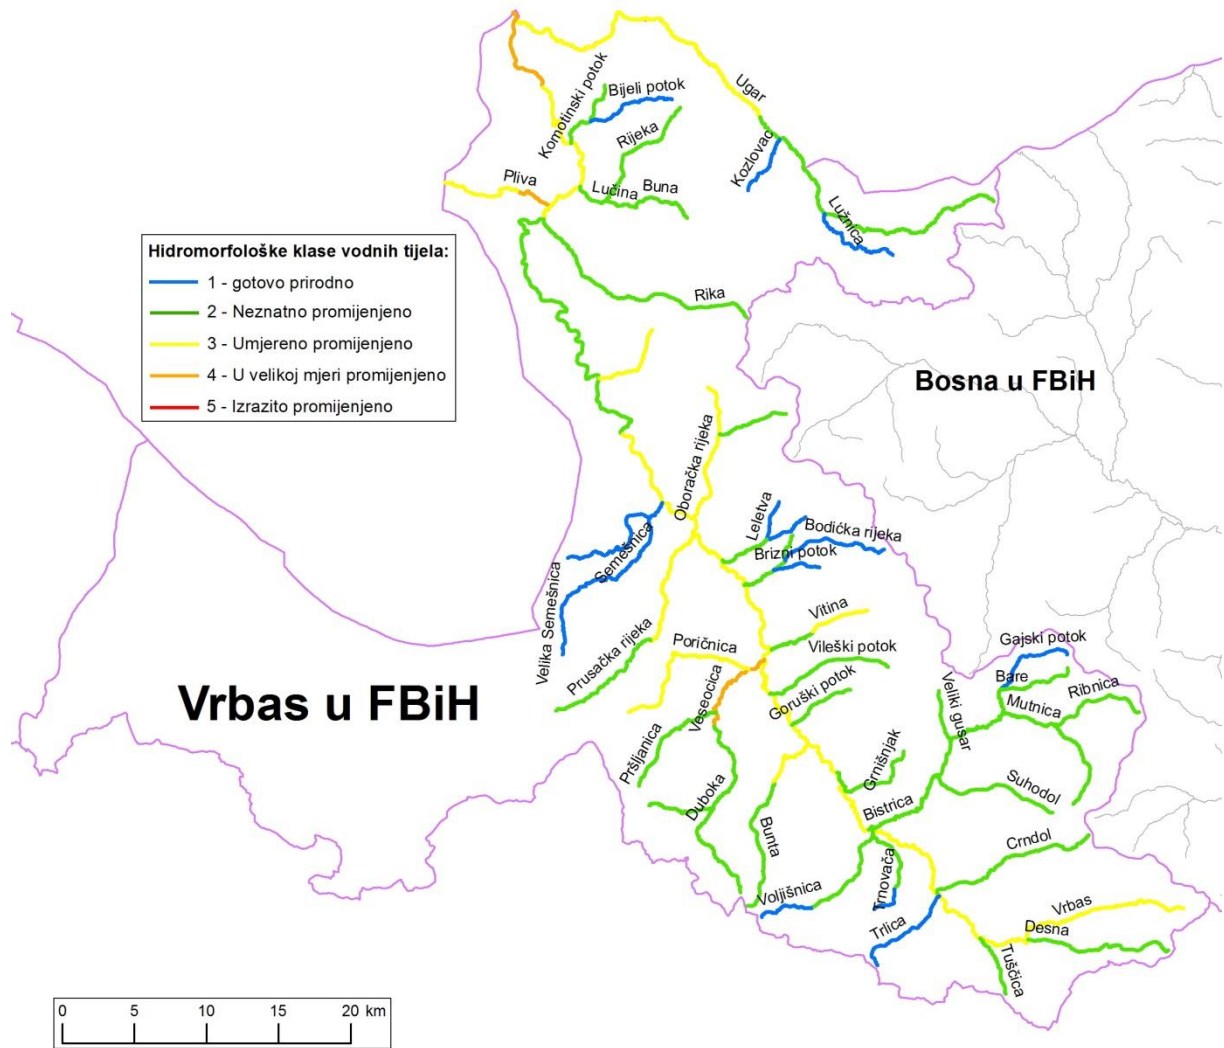 Ugar
Komotinski potok
Bijeli potok
Rijeka
Kozlovac
Pliva
Lučina
Buna
Lužnica
Hidromorfološke klase vodnih tijela:
1 - gotovo prirodno
2 - Neznatno promijenjeno
3 - Umjereno promijenjeno
4 - U velikoj mjeri promijenjeno
5 - Izrazito promijenjeno
Rika
Bosna u FBiH
Oboračka rijeka
Leletva
Bodićka rijeka
Brizni potok
Semešnica
Velika Semešnica
Vitina
Prusačka rijeka
Poričnica
Vileški potok
Gajski potok
Vrbas u FBiH
Veseocica
Goruški potok
Veliki gusar
Bare
Ribnica
Mutnica
Pršljanica
Grnišnjak
Suhodol
Duboka
Bistrica
Bunta
Crndol
Voljišnica
Trnovača
Trlica
Vrbas
Desna
Tuščica
0 5 10 15 20 km